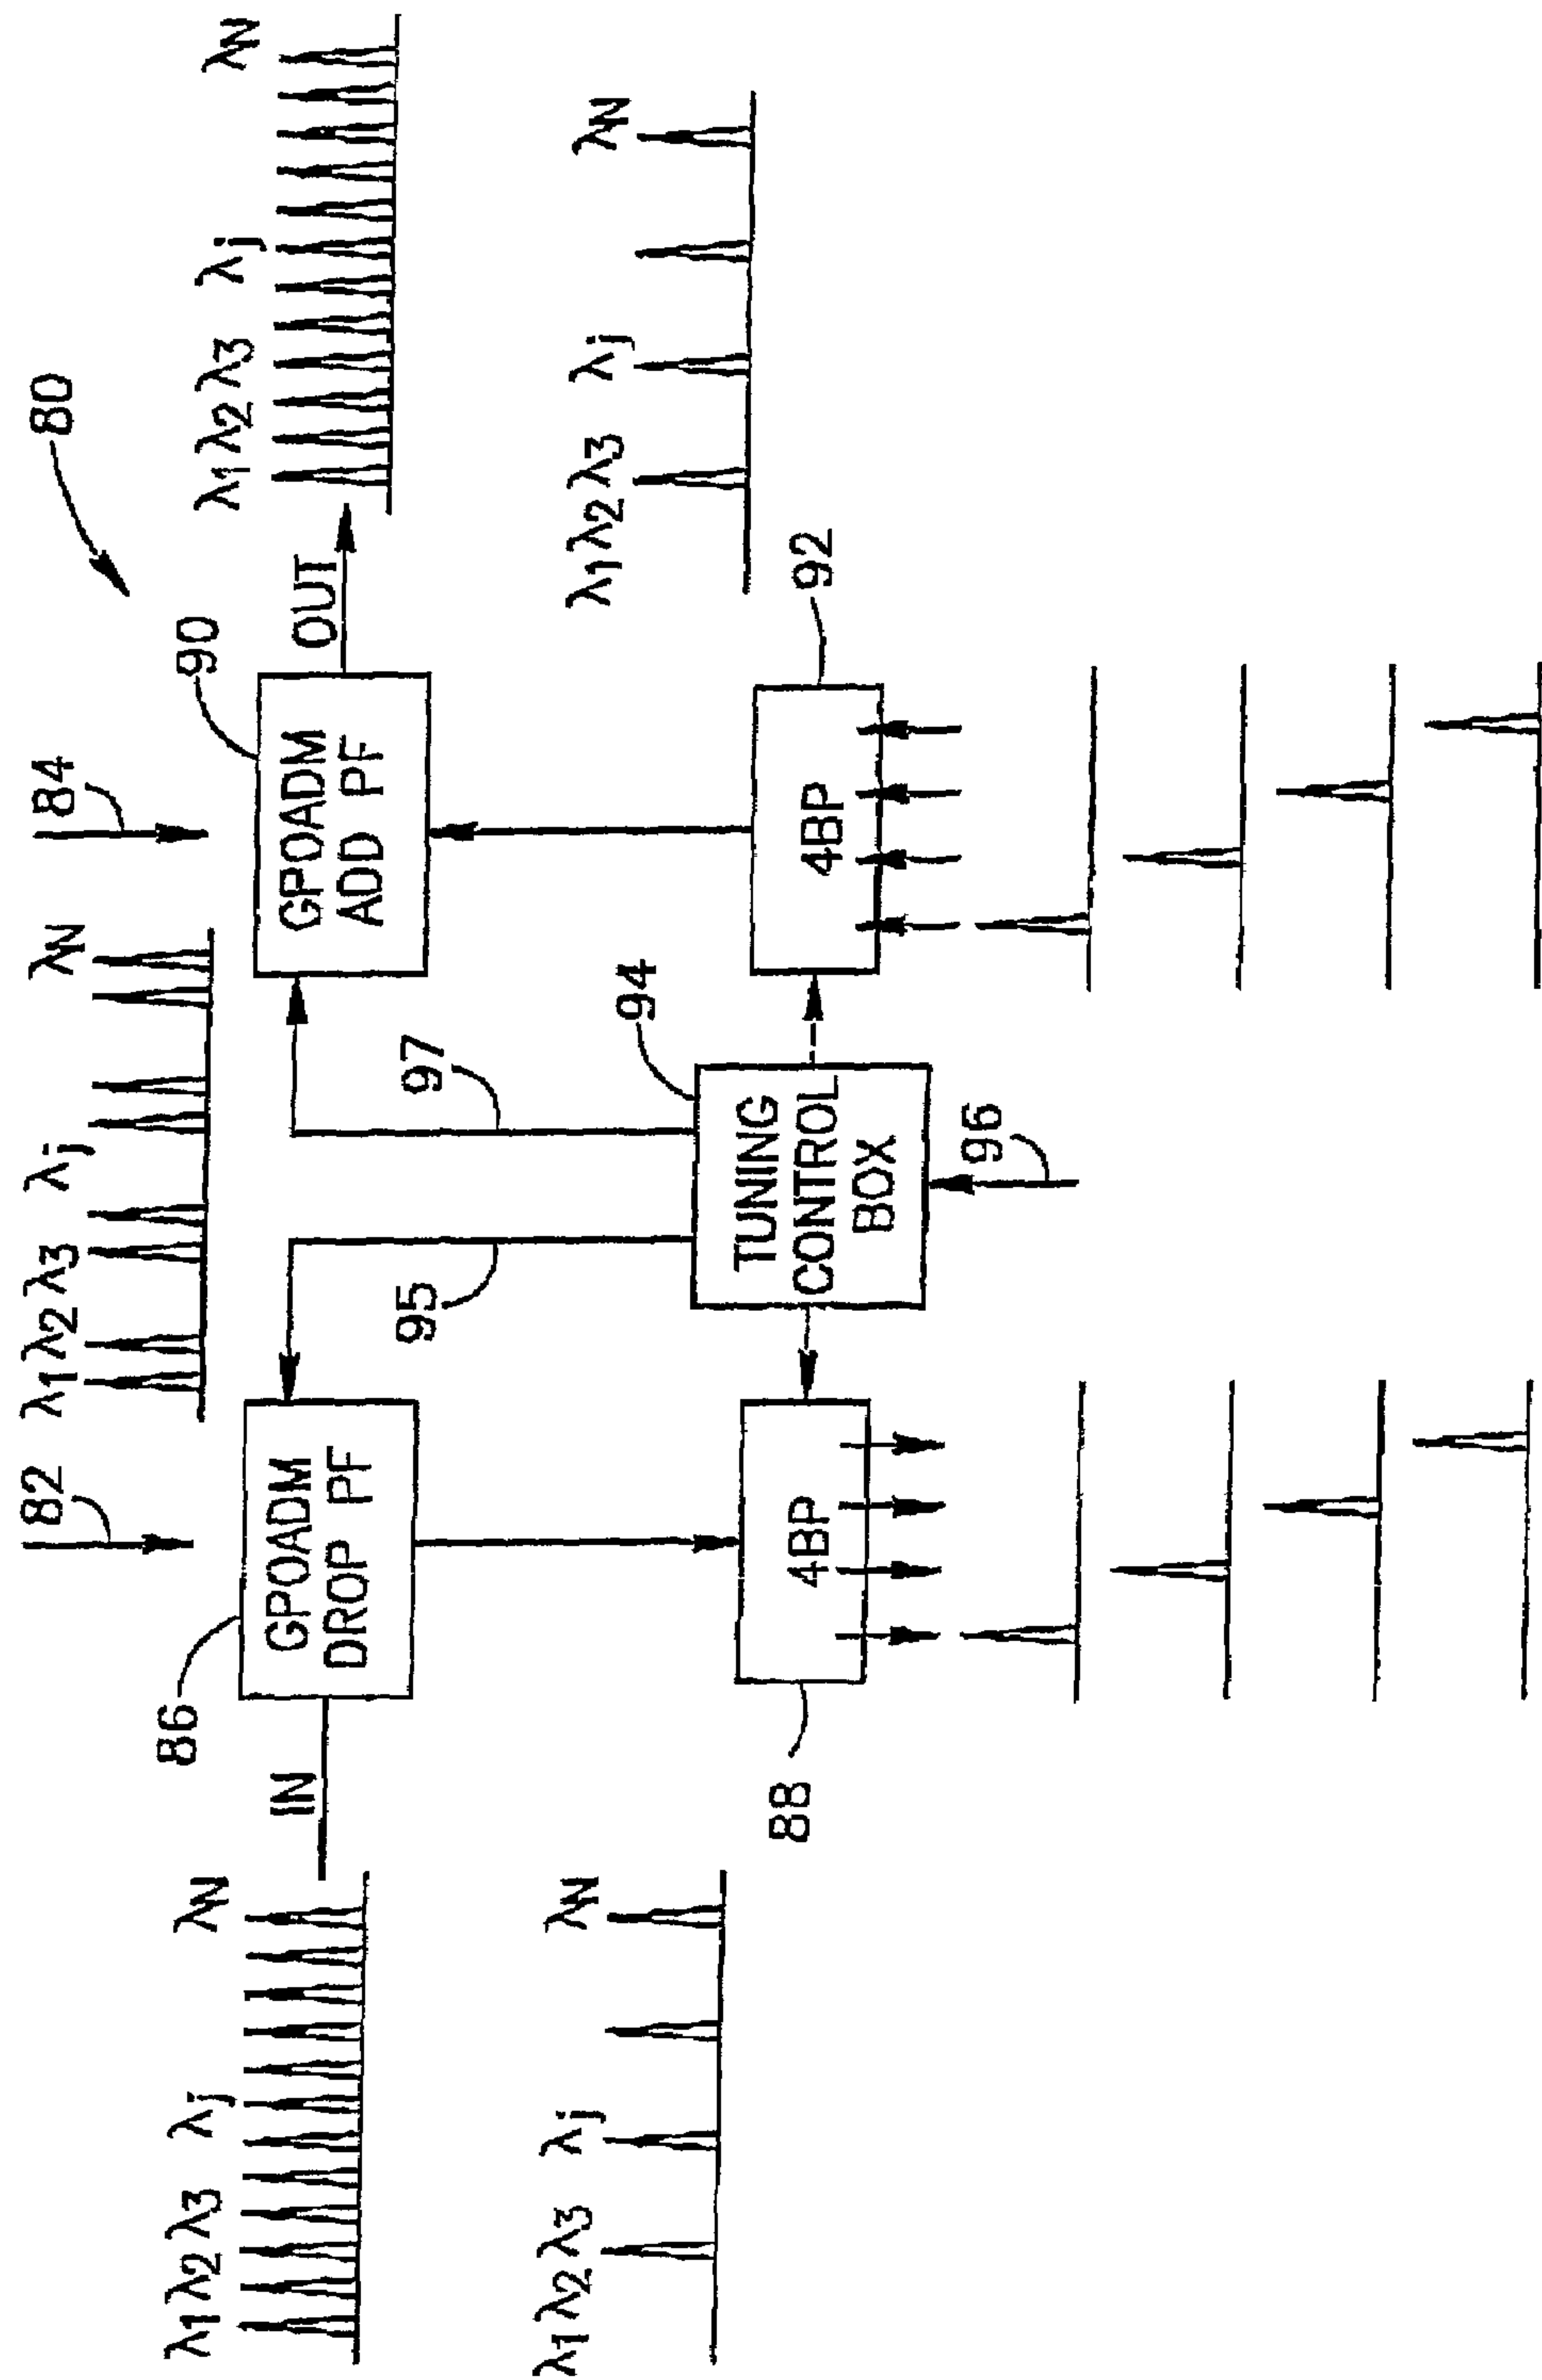 80
82
84
λ1 λ2 λ3 λj λN
λ1 λ2 λ3 λj λN
λ1 λ2 λ3 λj λN
86
90
IN
GPOADM
DROP PF
GPOADM
ADD PF
OUT
95
97
λ1 λ2 λ3 λj λN
λ1 λ2 λ3 λj λN
94
88
4BP
TUNING
CONTROL
BOX
4BP
92
96